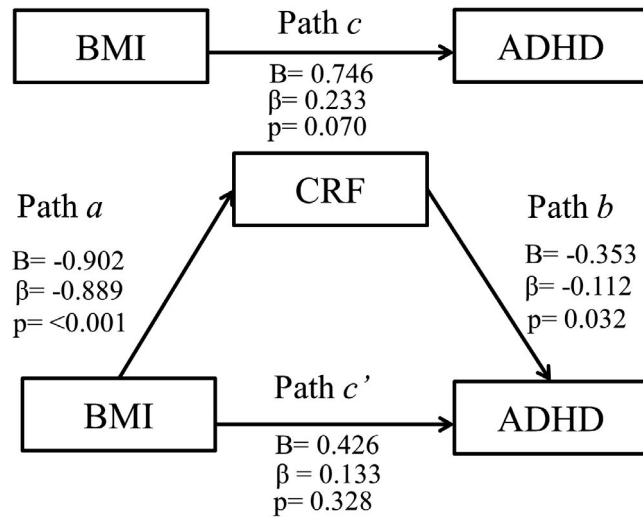 Path c
BMI
ADHD
B= 0.746
β= 0.233
p= 0.070
CRF
Path a
B= -0.902
β= -0.889
p= <0.001
Path b
B= -0.353
β= -0.112
p= 0.032
Path c’
BMI
ADHD
B= 0.426
β = 0.133
p= 0.328